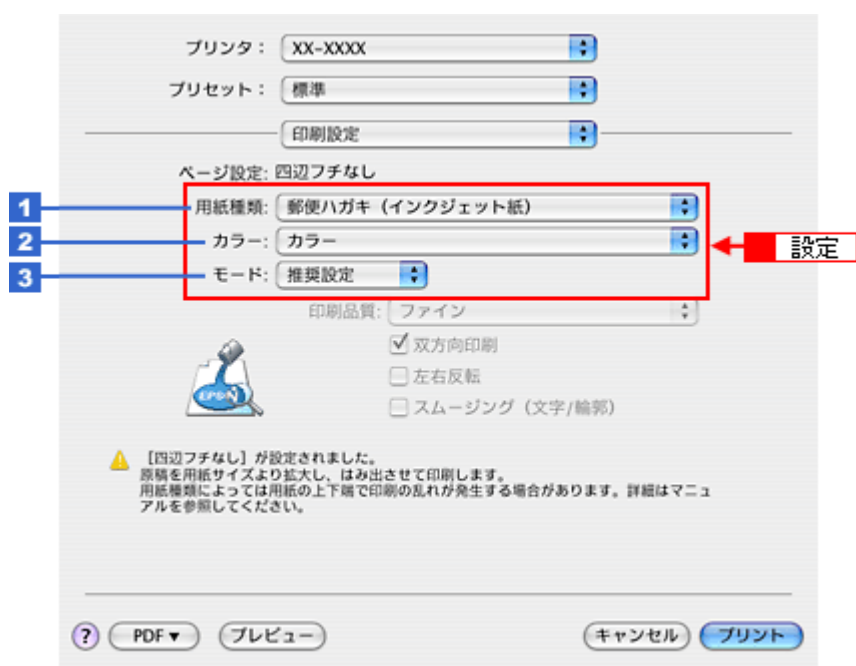 プリンタ： XX-XXXX
プリセット： 標準
印刷設定
ページ設定: 四辺フチなし
1 用紙種類: 郵便ハガキ（インクジェット紙）
2 カラー: カラー
設定
3 モード: 推奨設定
印刷品質: ファイン
双方向印刷
左右反転
スムージング（文字/輪郭）
EPSON
［四辺フチなし］が設定されました。
原稿を用紙サイズより拡大し、はみ出させて印刷します。
用紙種類によっては用紙の上下端で印刷の乱れが発生する場合があります。詳細はマニュ
アルを参照してください。
? PDF▼ プレビュー キャンセル プリント